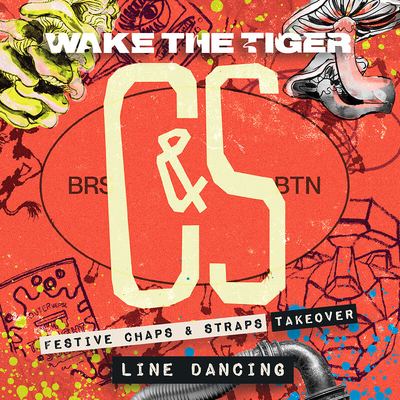 WAKE THE TIGER
C&S
BRS BTN
FESTIVE CHAPS & STRAPS TAKEOVER
LINE DANCING